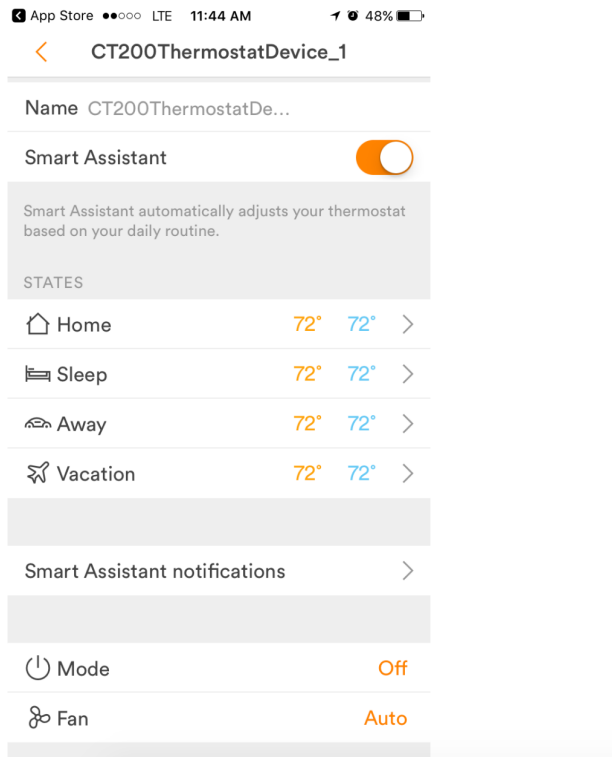 App Store LTE 11:44 AM 48%
CT200ThermostatDevice_1
Name CT200ThermostatDe...
Smart Assistant
Smart Assistant automatically adjusts your thermostat
based on your daily routine.
STATES
Home 72° 72°
Sleep 72° 72°
Away 72° 72°
Vacation 72° 72°
Smart Assistant notifications
Mode Off
Fan Auto